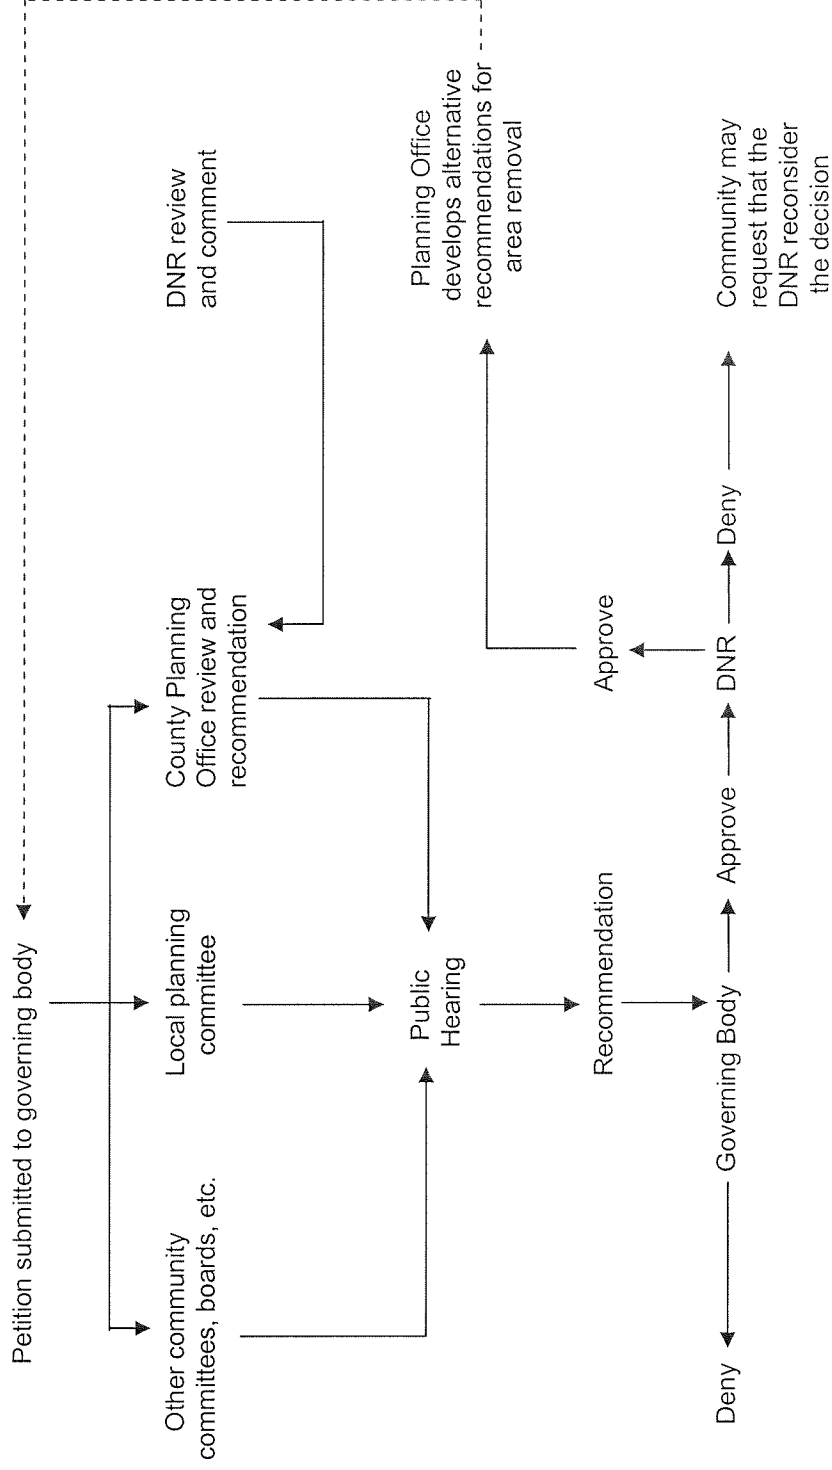 Petition submitted to governing body
Other community
committees, boards, etc.
Local planning
committee
County Planning
Office review and
recommendation
DNR review
and comment
Public
Hearing
Planning Office
develops alternative
recommendations for
area removal
Recommendation
Approve
Deny
Governing Body
Approve
DNR
Deny
Community may
request that the
DNR reconsider
the decision